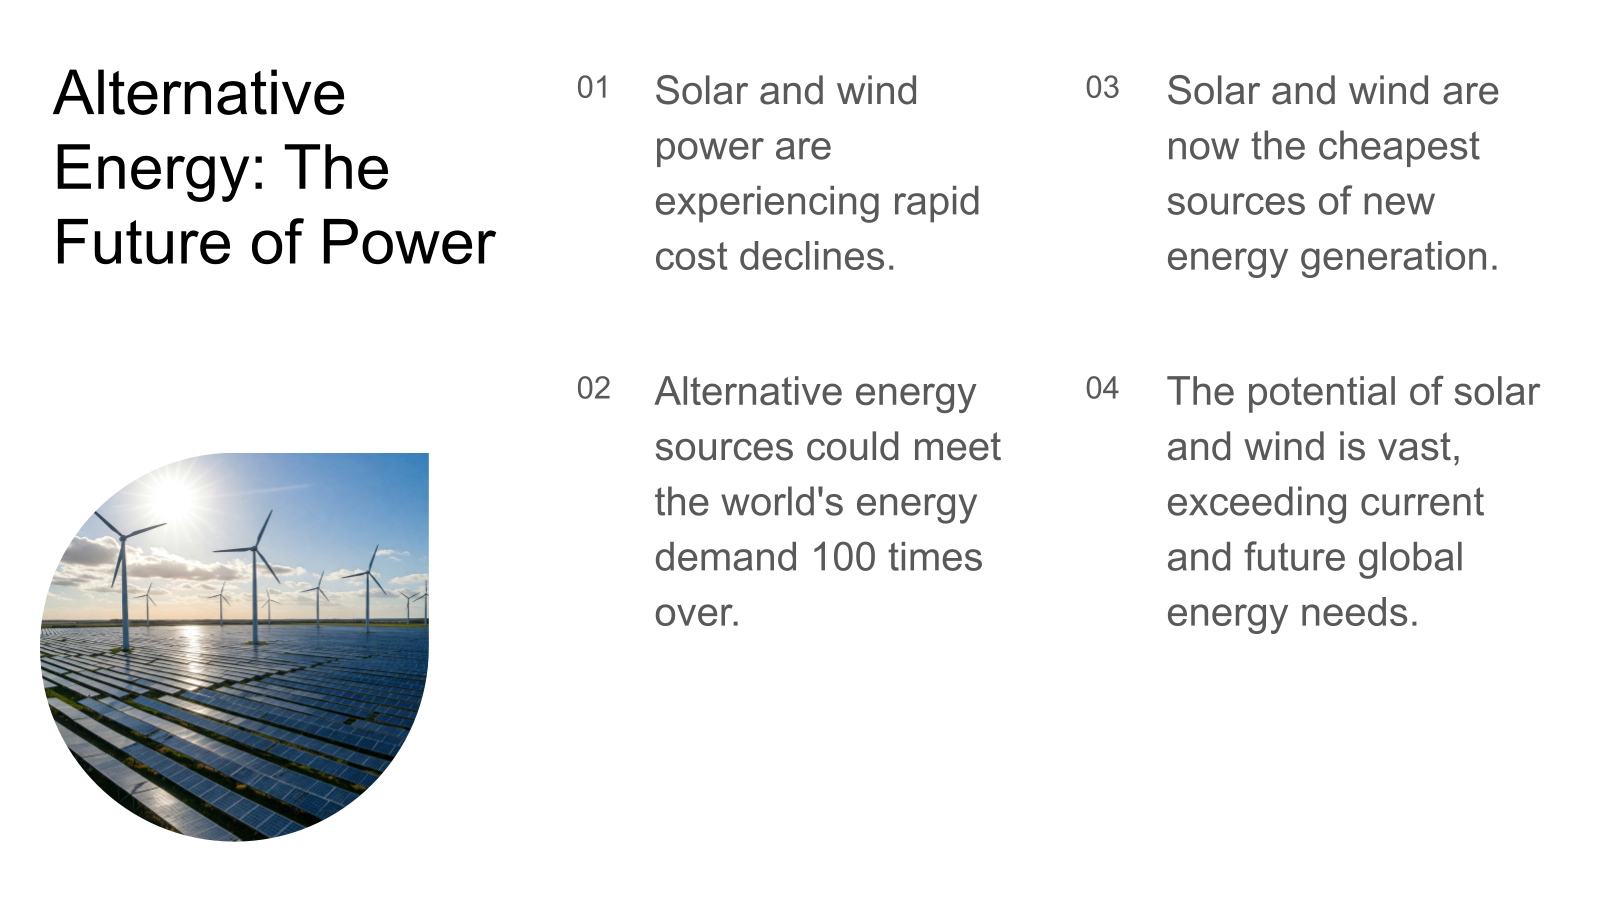 Alternative
Energy: The
Future of Power
01
Solar and wind
power are
experiencing rapid
cost declines.
02
Alternative energy
sources could meet
the world's energy
demand 100 times
over.
03
Solar and wind are
now the cheapest
sources of new
energy generation.
04
The potential of solar
and wind is vast,
exceeding current
and future global
energy needs.